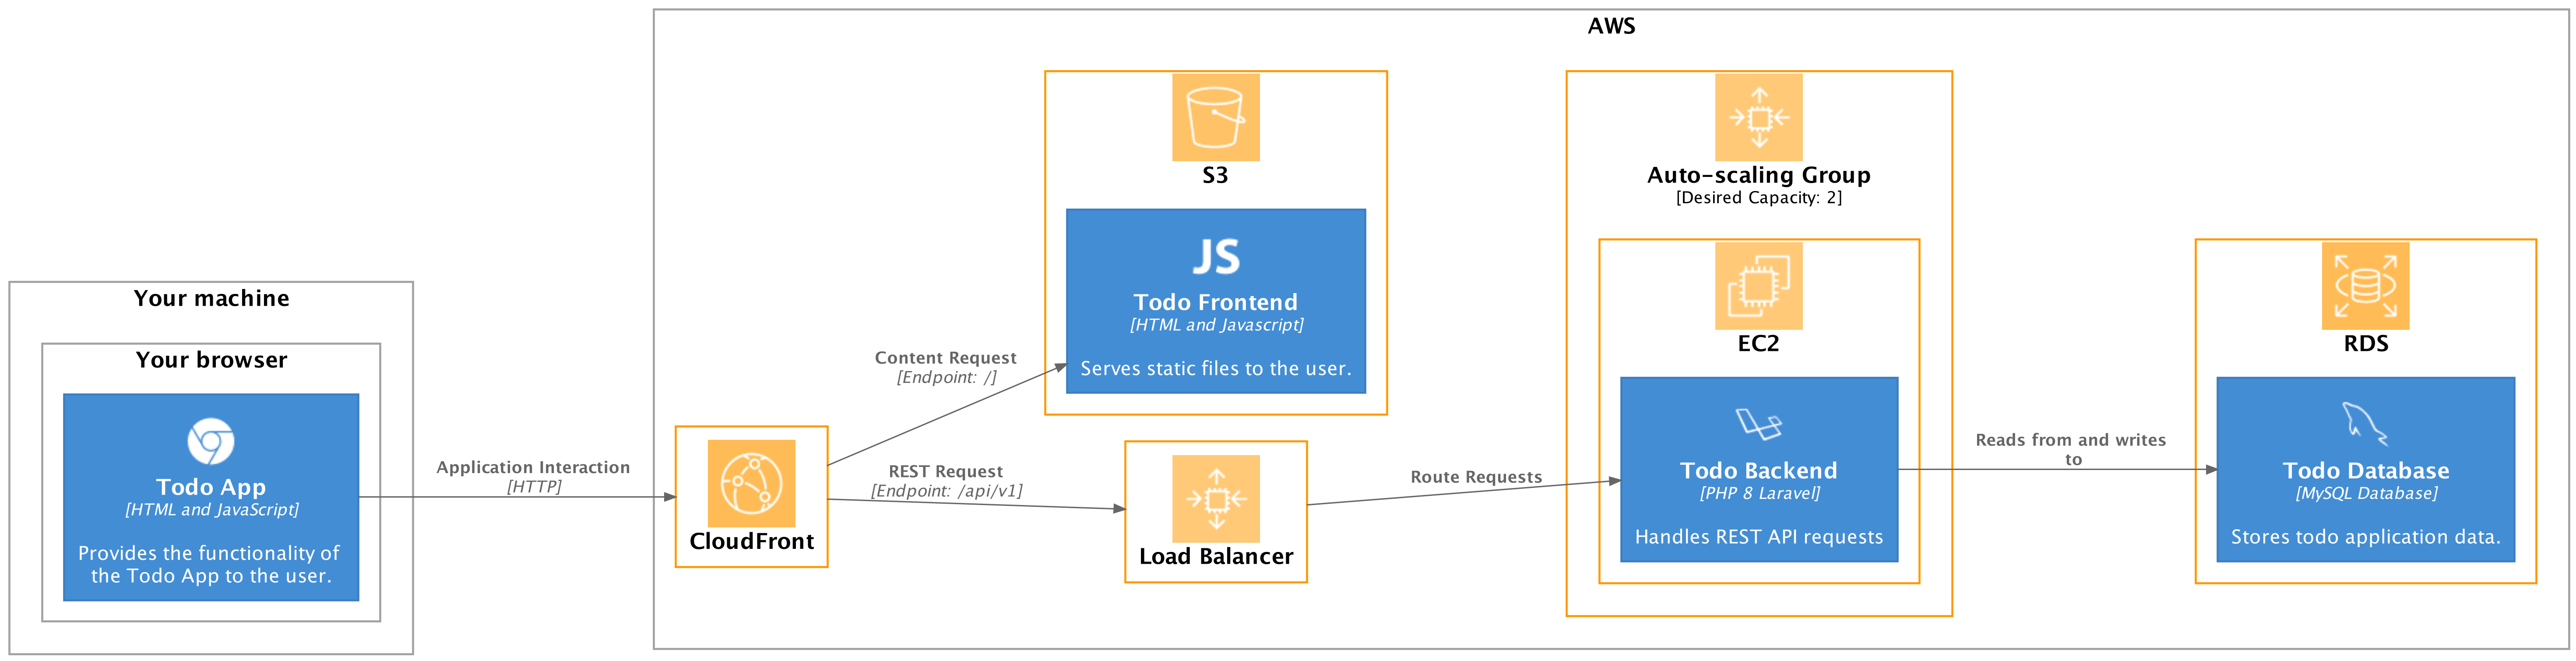 AWS
S3
JS
Todo Frontend
[HTML and Javascript]
Serves static files to the user.
Auto-scaling Group
[Desired Capacity: 2]
EC2
Todo Backend
[PHP 8 Laravel]
Handles REST API requests
RDS
Todo Database
[MySQL Database]
Stores todo application data.
Your machine
Your browser
Todo App
[HTML and JavaScript]
Provides the functionality of
the Todo App to the user.
Application Interaction
[HTTP]
CloudFront
Content Request
[Endpoint: /]
REST Request
[Endpoint: /api/v1]
Load Balancer
Route Requests
Reads from and writes
to